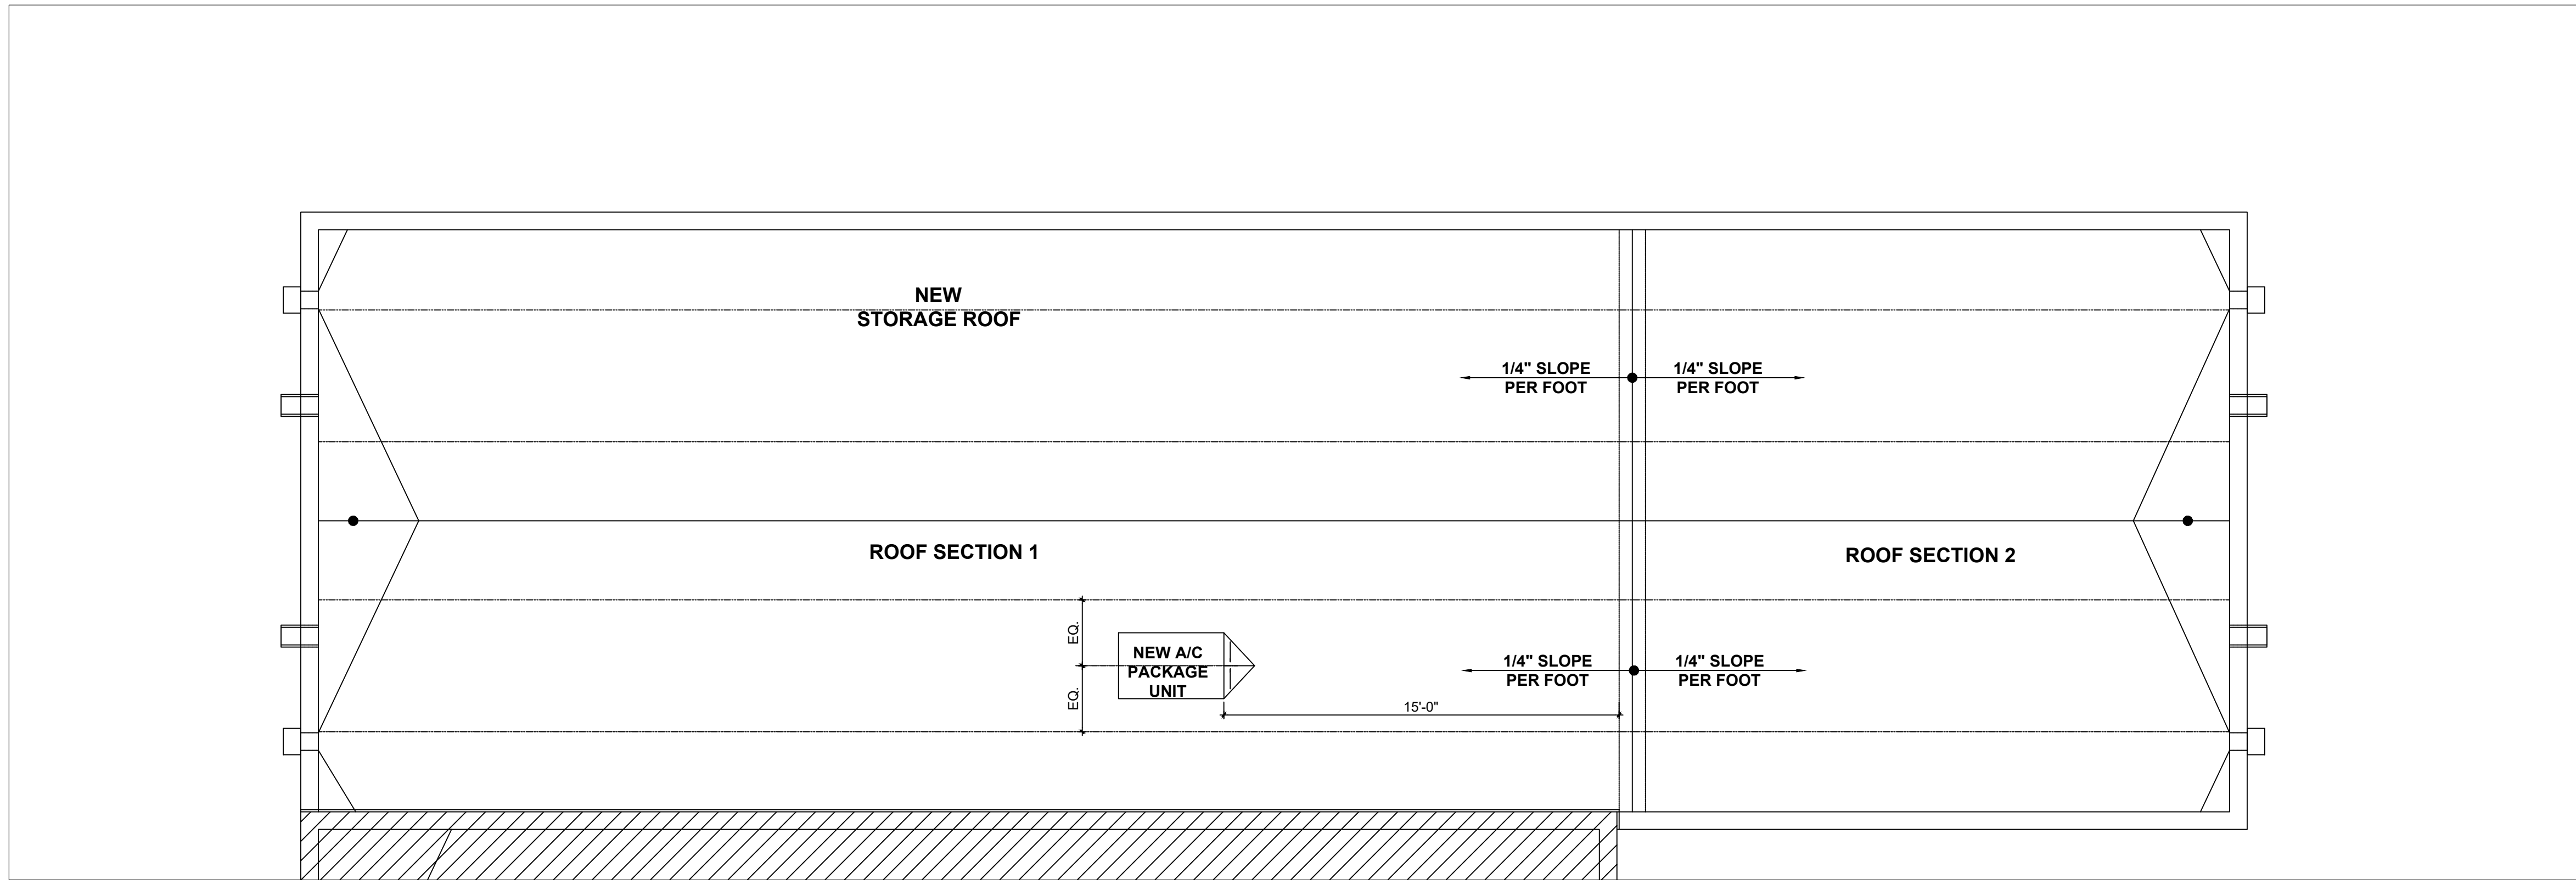 NEW
STORAGE ROOF
1/4" SLOPE
PER FOOT
1/4" SLOPE
PER FOOT
ROOF SECTION 1
ROOF SECTION 2
EQ.
EQ.
NEW A/C
PACKAGE
UNIT
1/4" SLOPE
PER FOOT
1/4" SLOPE
PER FOOT
15'-0"